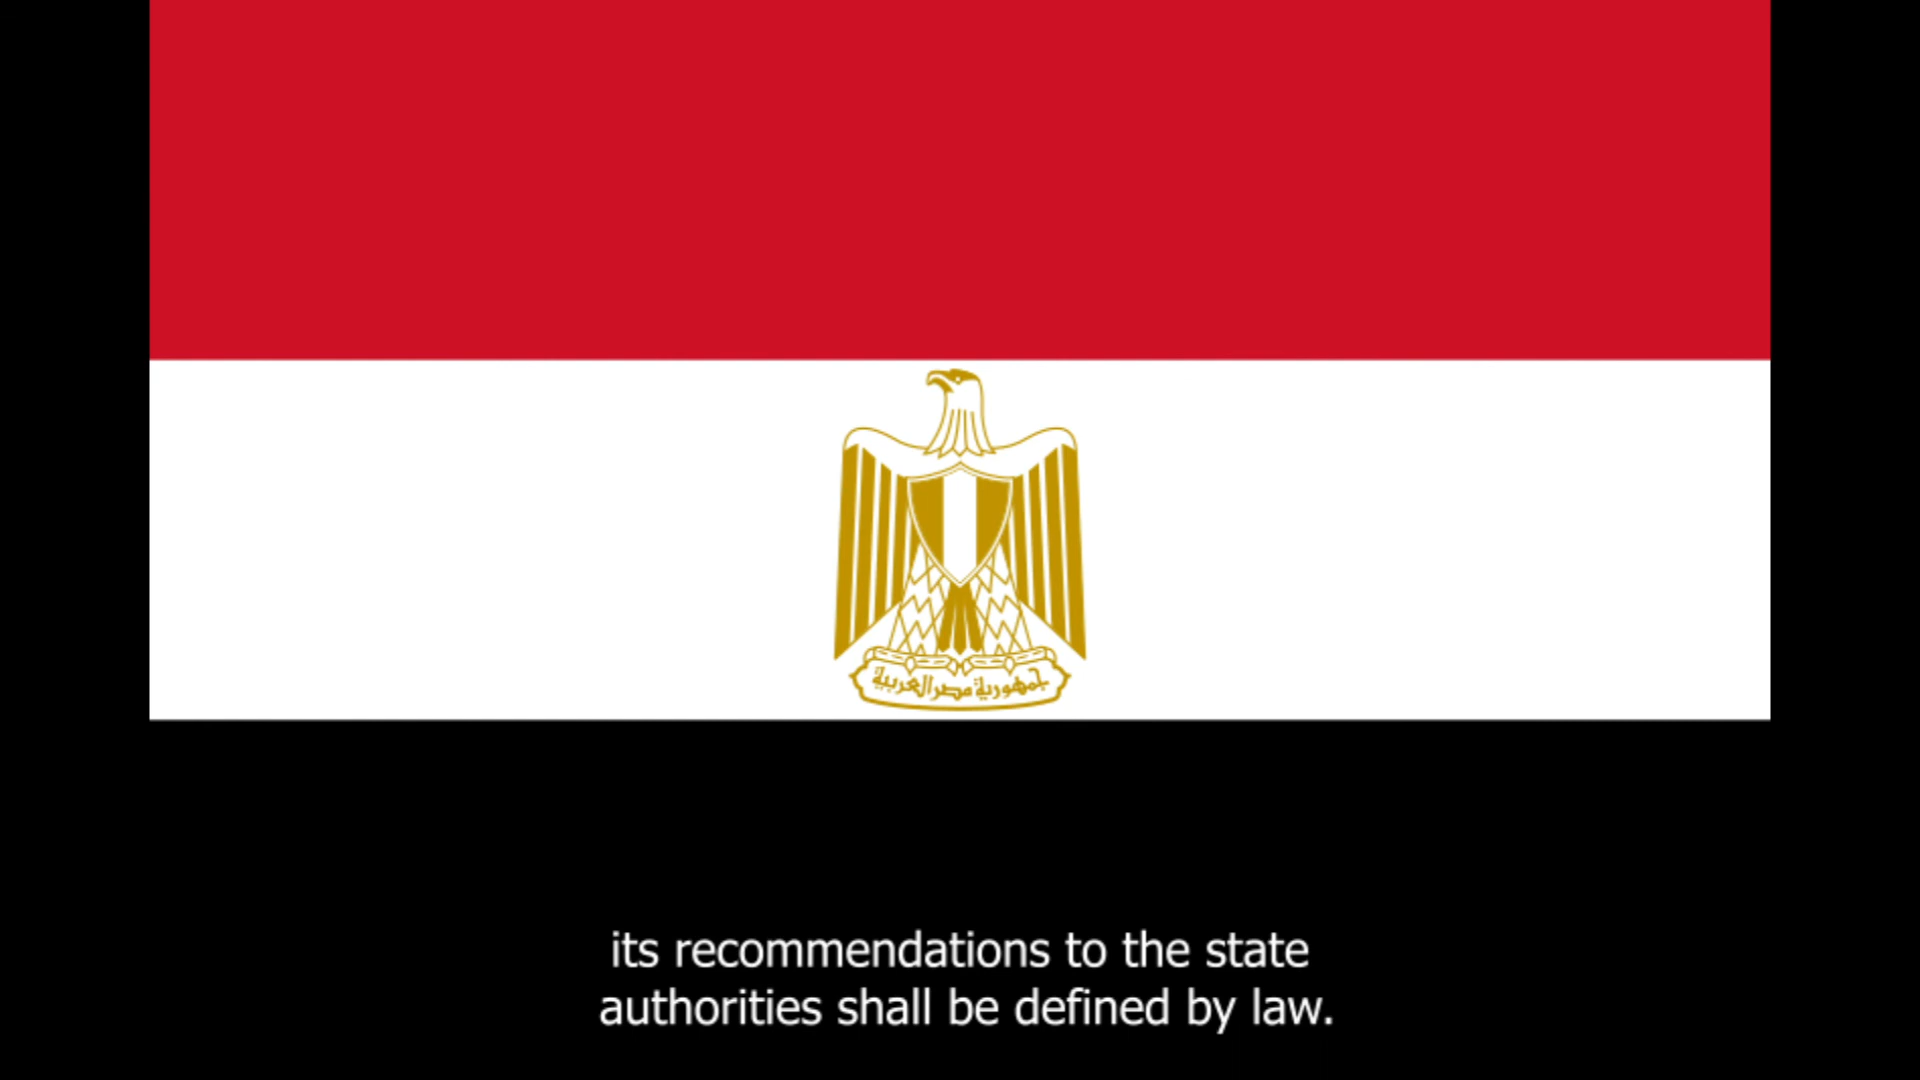 جمهورية مصر العربية
its recommendations to the state
authorities shall be defined by law.